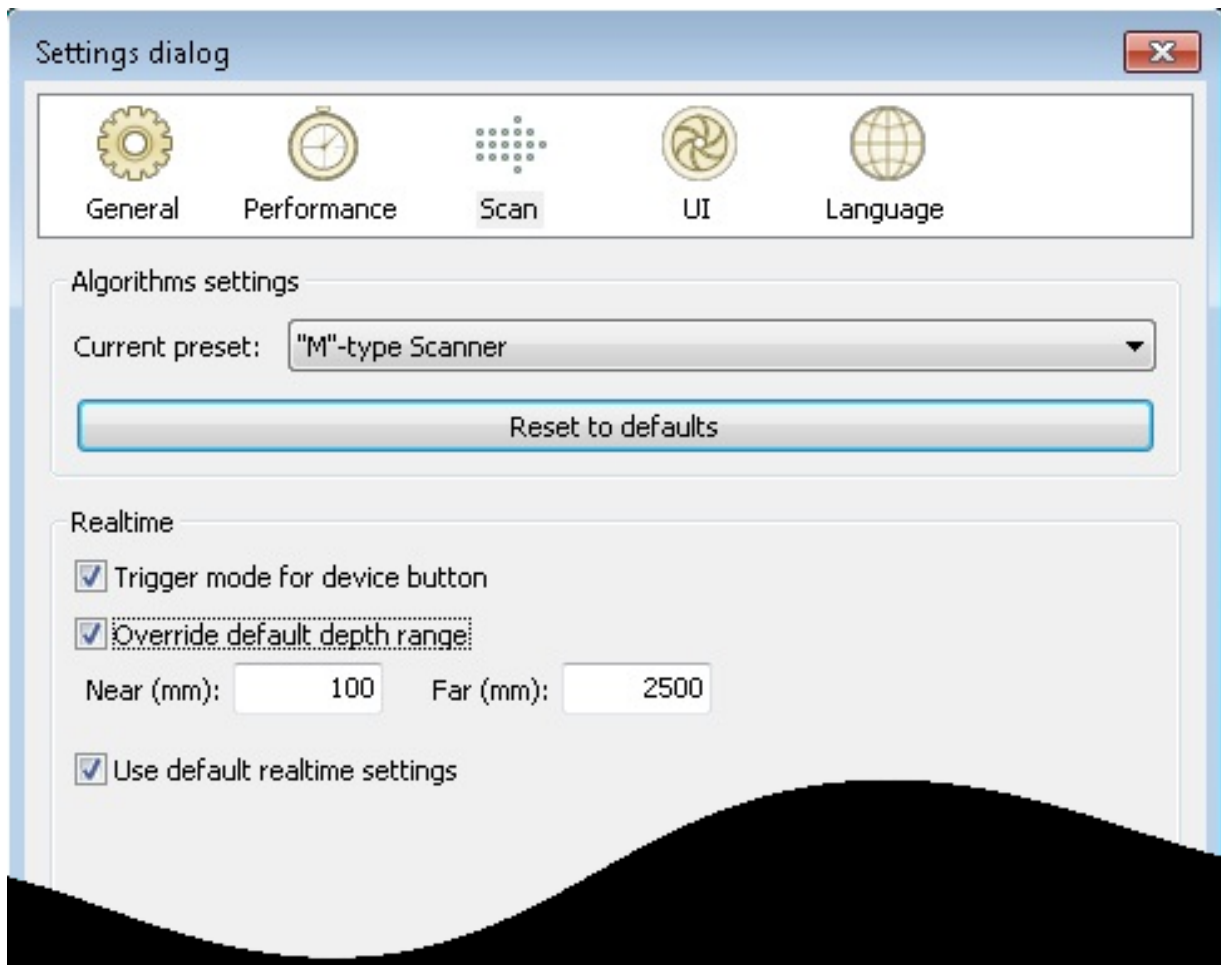 Settings dialog
General Performance Scan UI Language
Algorithms settings
Current preset: "M"-type Scanner
Reset to defaults
Realtime
Trigger mode for device button
Override default depth range
Near (mm): 100 Far (mm): 2500
Use default realtime settings